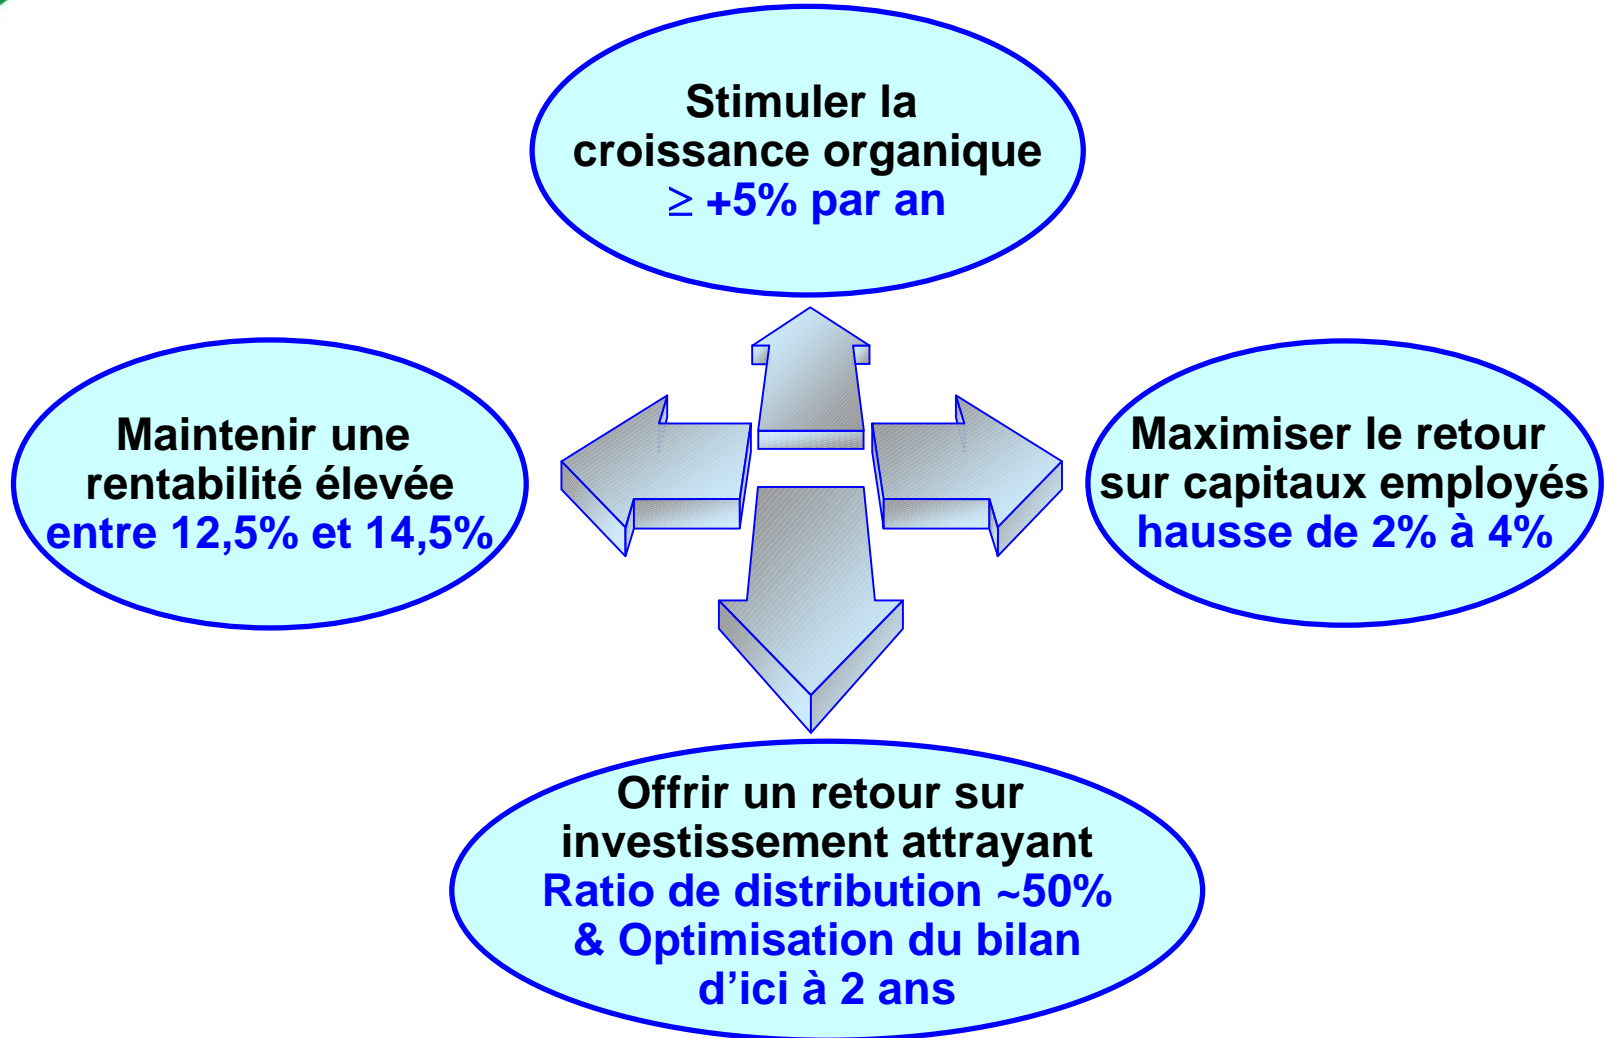 Stimuler la
croissance organique
≥ +5% par an
Maintenir une
rentabilité élevée
entre 12,5% et 14,5%
Maximiser le retour
sur capitaux employés
hausse de 2% à 4%
Offrir un retour sur
investissement attrayant
Ratio de distribution ~50%
& Optimisation du bilan
d’ici à 2 ans